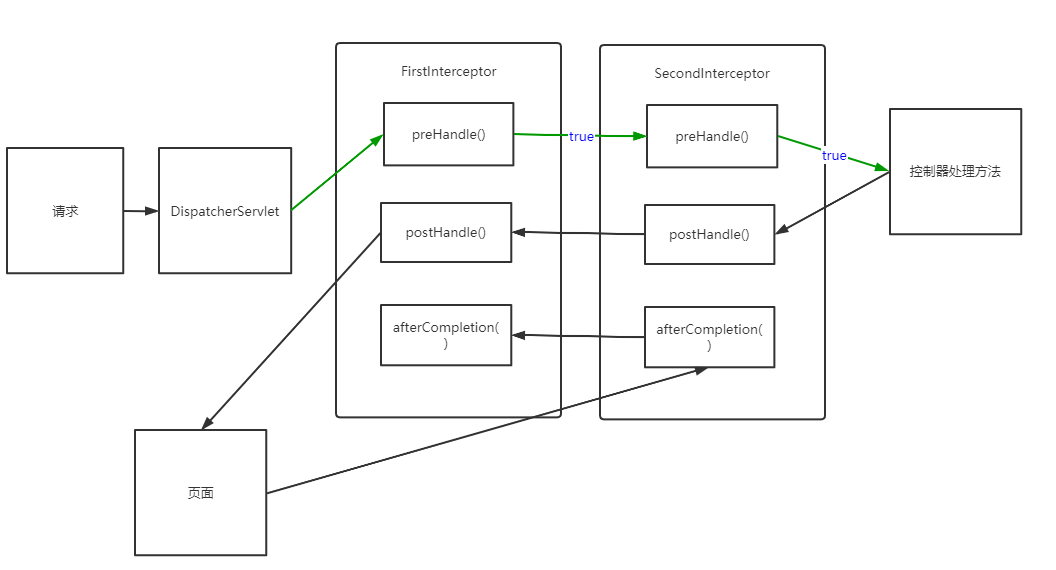 FirstInterceptor
SecondInterceptor
preHandle()
true
preHandle()
true
控制器处理方法
请求
DispatcherServlet
postHandle()
postHandle()
afterCompletion(
)
afterCompletion(
)
页面